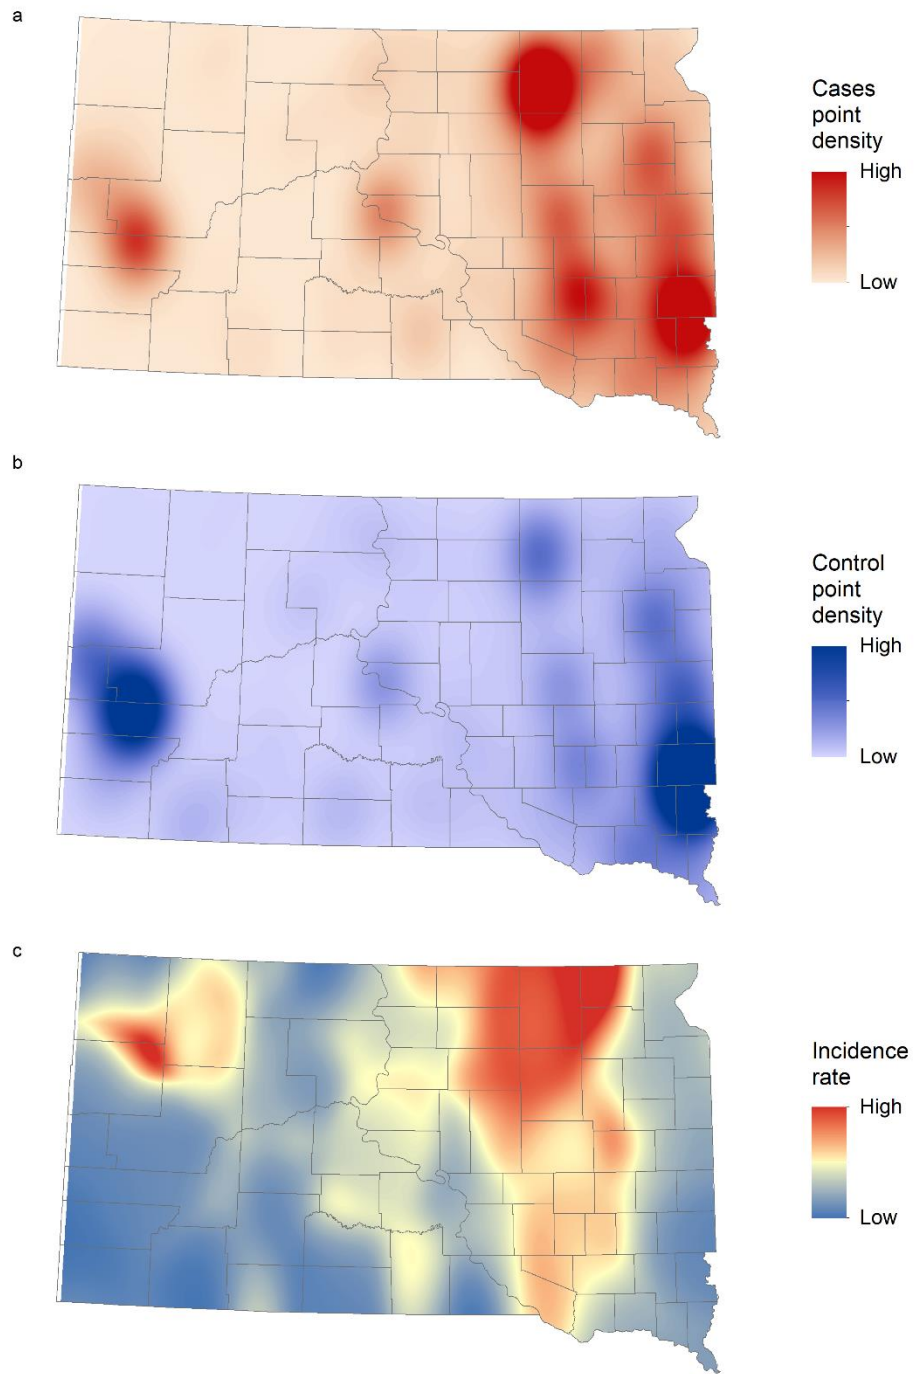 a
Cases
point
density
High
Low
b
Control
point
density
High
Low
c
Incidence
rate
High
Low